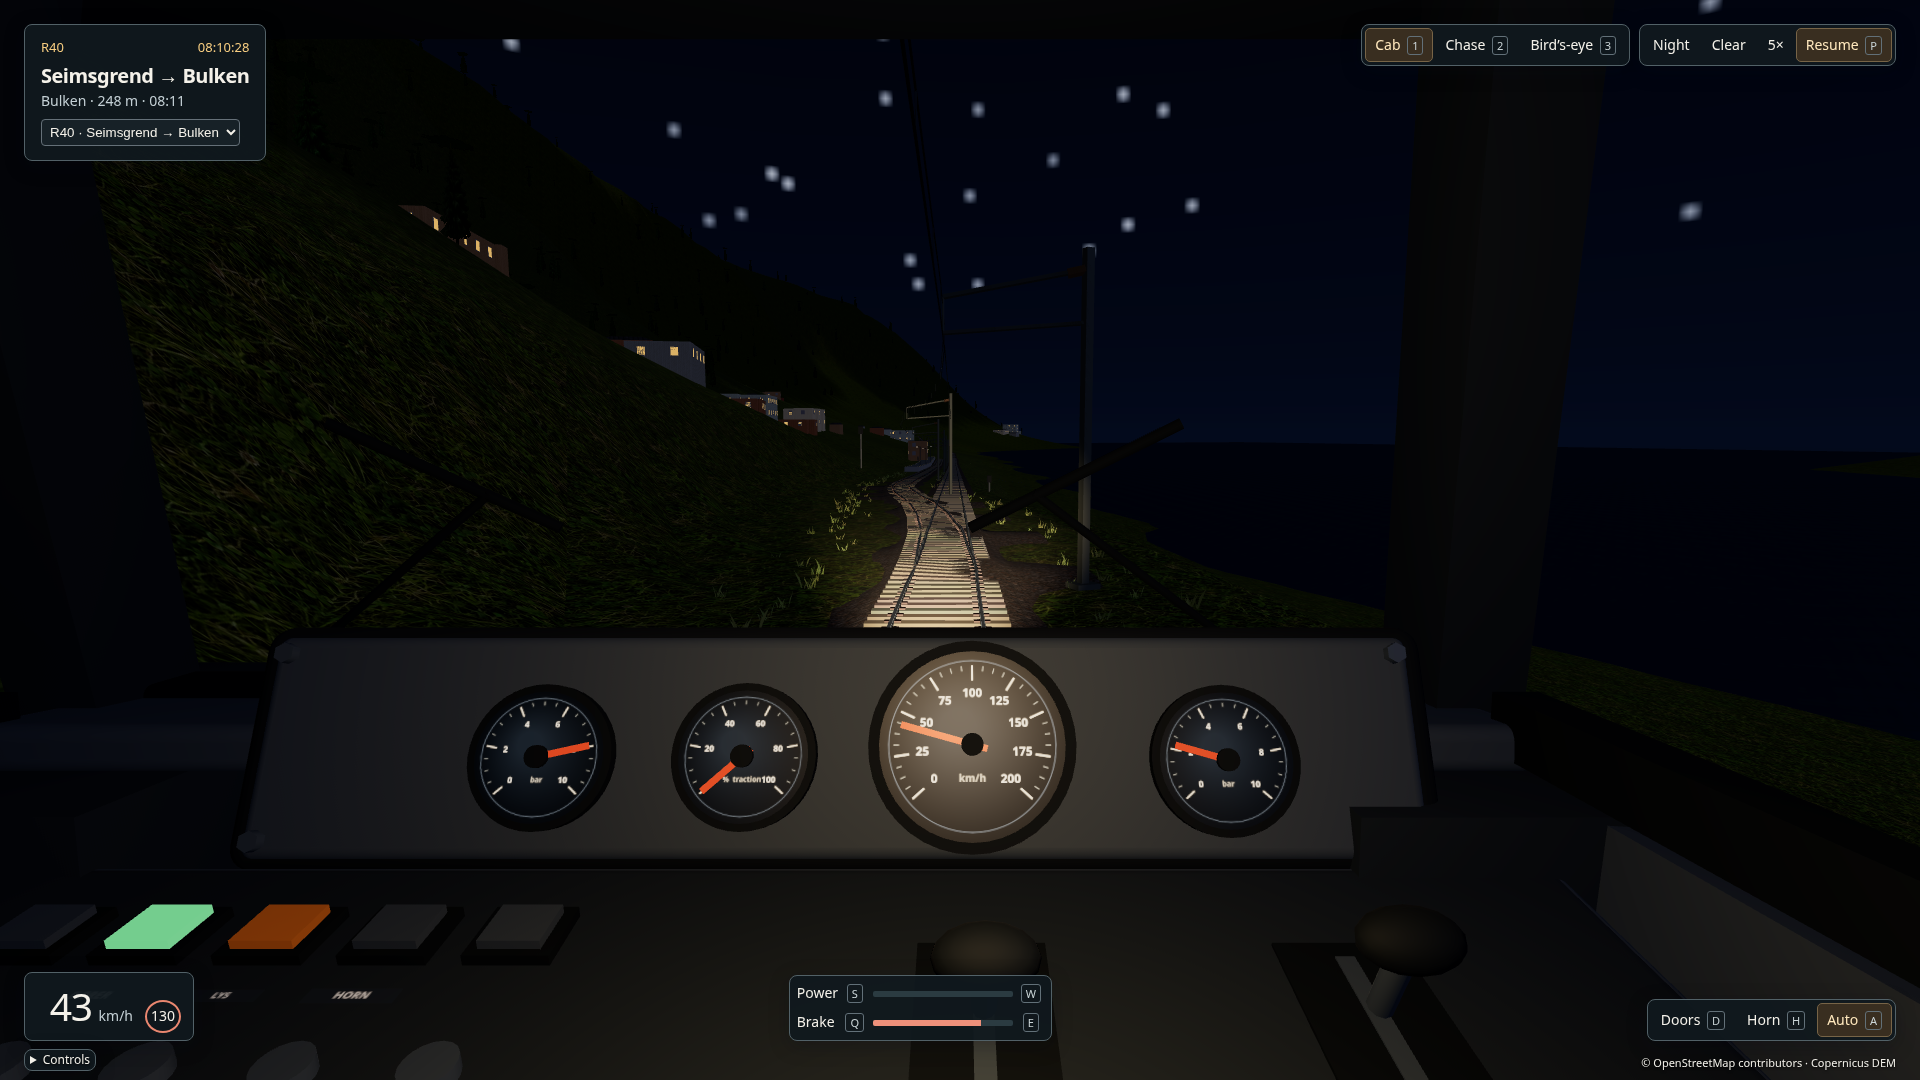 R40 08:10:28
Seimsgrend → Bulken
Bulken · 248 m · 08:11
R40 · Seimsgrend → Bulken
Cab 1 Chase 2 Bird's-eye 3
Night Clear 5× Resume P
0 2 4 6 10 bar
0 20 40 60 80 100 % traction
0 25 50 75 100 125 150 175 200 km/h
0 4 6 8 10 bar
LYS HORN
43 km/h 130
Power S W
Brake Q E
Doors D Horn H Auto A
▶ Controls
© OpenStreetMap contributors · Copernicus DEM